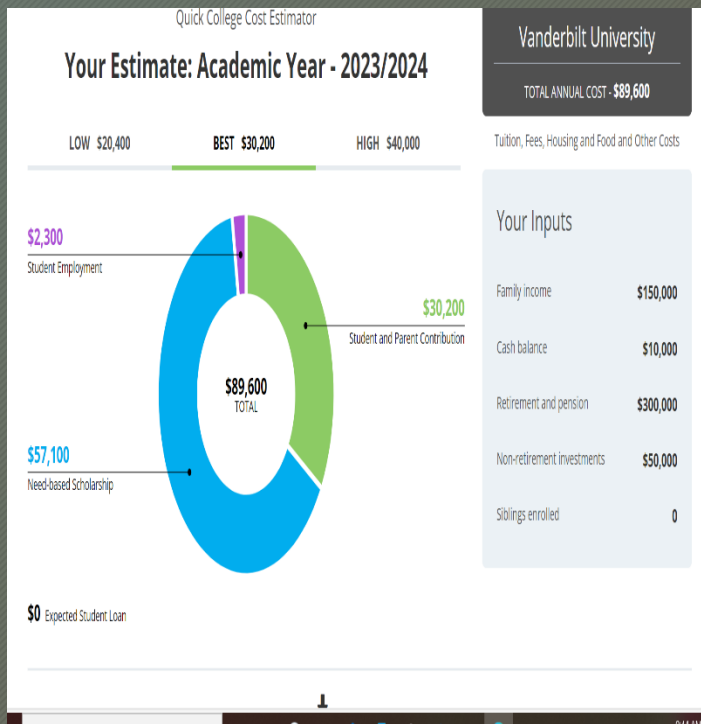 Quick College Cost Estimator
Your Estimate: Academic Year - 2023/2024
LOW $20,400
BEST $30,200
HIGH $40,000
$2,300
Student Employment
$30,200
Student and Parent Contribution
$89,600
TOTAL
$57,100
Need-based Scholarship
$0 Expected Student Loan
Vanderbilt University
TOTAL ANNUAL COST - $89,600
Tuition, Fees, Housing and Food and Other Costs
Your Inputs
Family income $150,000
Cash balance $10,000
Retirement and pension $300,000
Non-retirement investments $50,000
Siblings enrolled 0